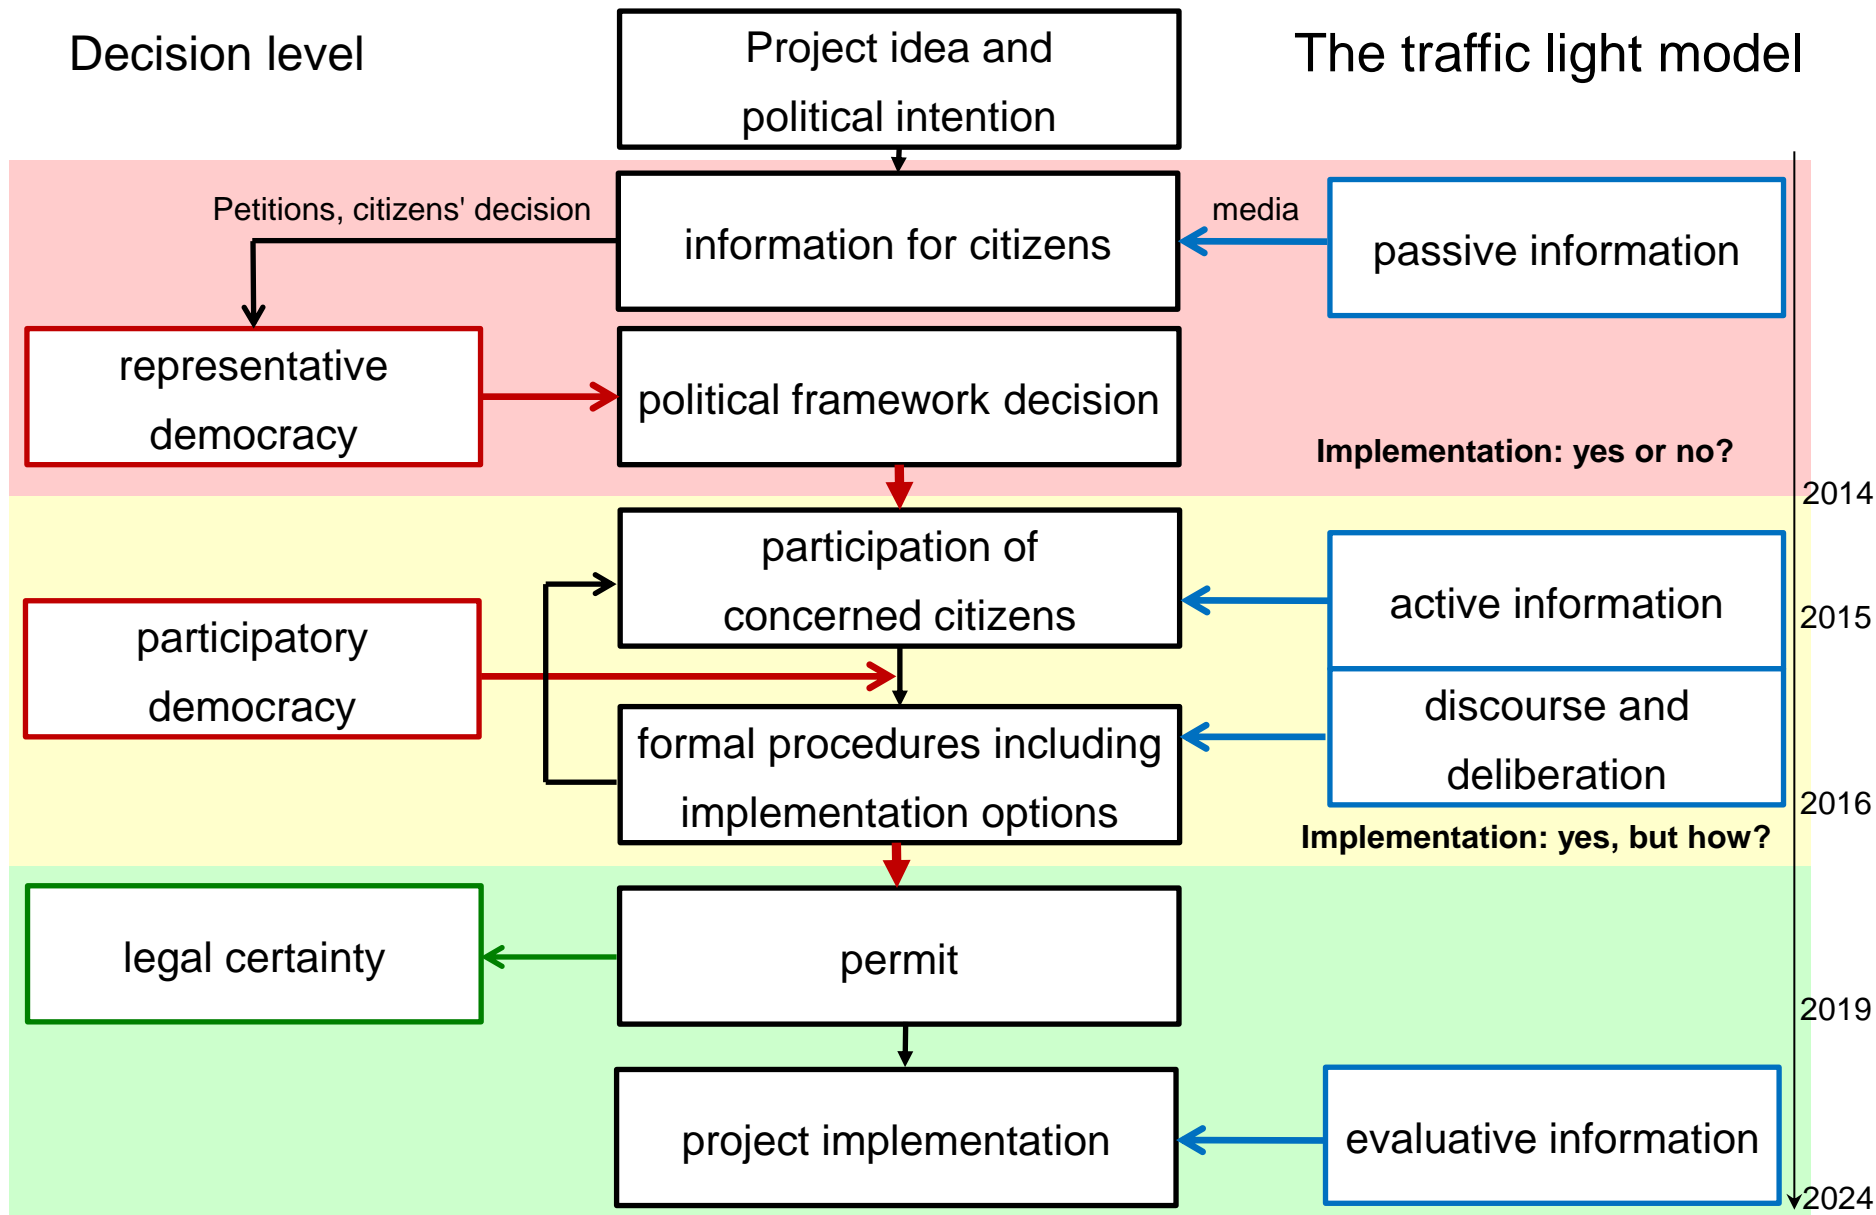 Decision level
Project idea and
political intention
The traffic light model
Petitions, citizens' decision
information for citizens
media
passive information
representative
democracy
political framework decision
Implementation: yes or no?
2014
participation of
concerned citizens
active information
2015
participatory
democracy
formal procedures including
implementation options
discourse and
deliberation
2016
Implementation: yes, but how?
legal certainty
permit
2019
project implementation
evaluative information
2024